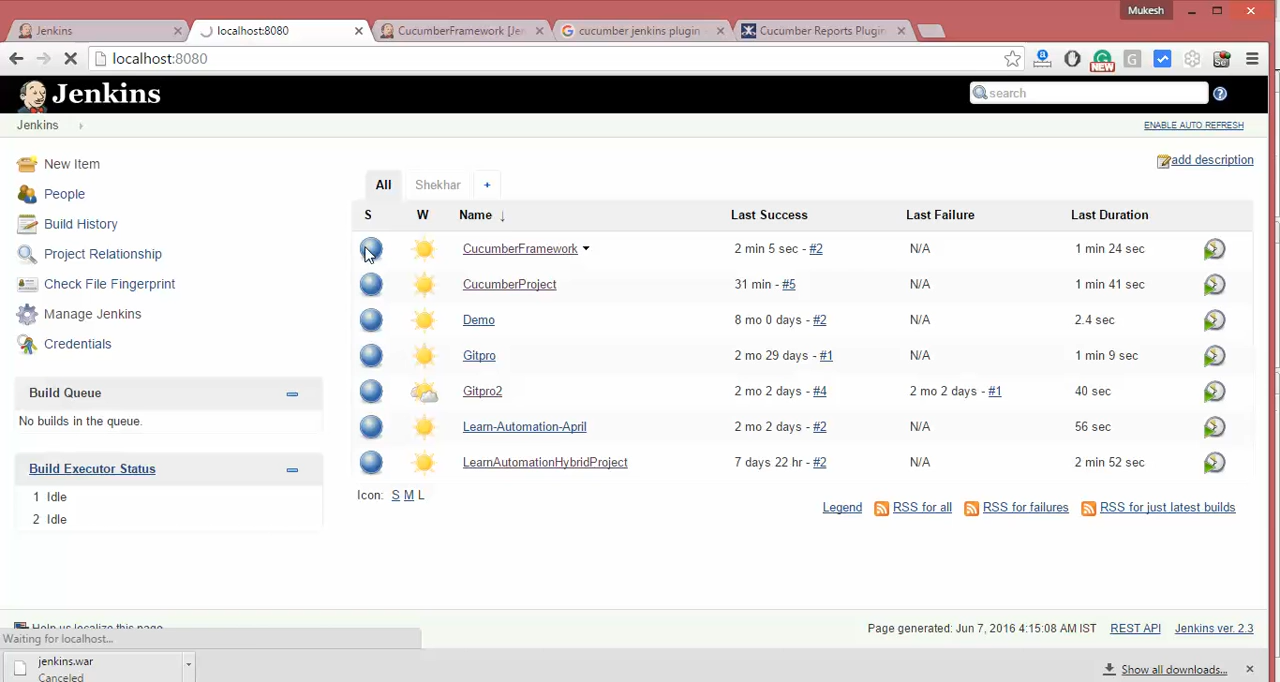 Mukesh
Jenkins
localhost:8080
CucumberFramework [Jen
cucumber jenkins plugin
Cucumber Reports Plugin
localhost:8080
NEW
Jenkins
search
Jenkins
ENABLE AUTO REFRESH
add description
New Item
People
Build History
Project Relationship
Check File Fingerprint
Manage Jenkins
Credentials
Build Queue
No builds in the queue.
Build Executor Status
1 Idle
2 Idle
All Shekhar +
S W Name ↓ Last Success Last Failure Last Duration
CucumberFramework 2 min 5 sec - #2 N/A 1 min 24 sec
CucumberProject 31 min - #5 N/A 1 min 41 sec
Demo 8 mo 0 days - #2 N/A 2.4 sec
Gitpro 2 mo 29 days - #1 N/A 1 min 9 sec
Gitpro2 2 mo 2 days - #4 2 mo 2 days - #1 40 sec
Learn-Automation-April 2 mo 2 days - #2 N/A 56 sec
LearnAutomationHybridProject 7 days 22 hr - #2 N/A 2 min 52 sec
Icon: S M L
Legend RSS for all RSS for failures RSS for just latest builds
Help us localize this page
Page generated: Jun 7, 2016 4:15:08 AM IST REST API Jenkins ver. 2.3
Waiting for localhost...
jenkins.war
Canceled
Show all downloads...